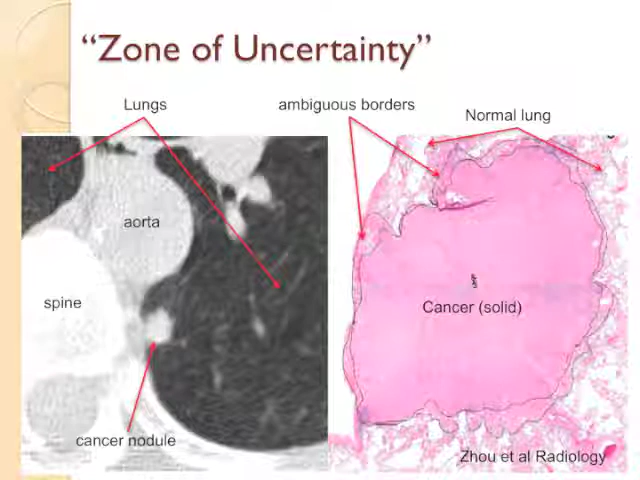 “Zone of Uncertainty”
Lungs
ambiguous borders
Normal lung
aorta
spine
Cancer (solid)
cancer nodule
Zhou et al Radiology